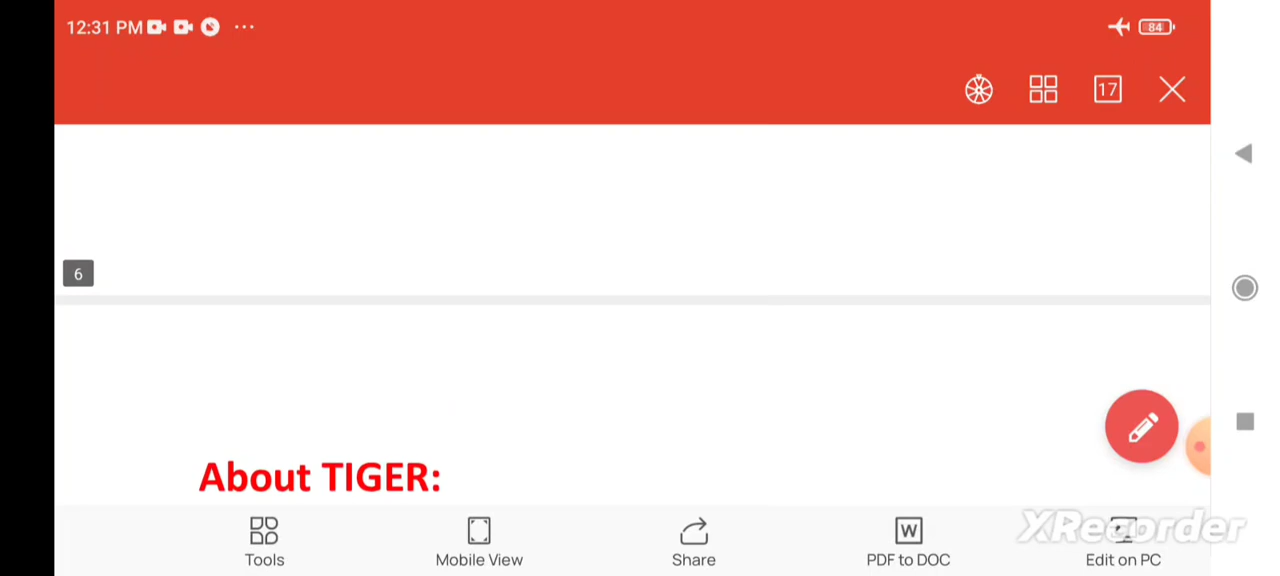 12:31 PM
84
17
6
About TIGER:
XRecorder
W
Tools
Mobile View
Share
PDF to DOC
Edit on PC